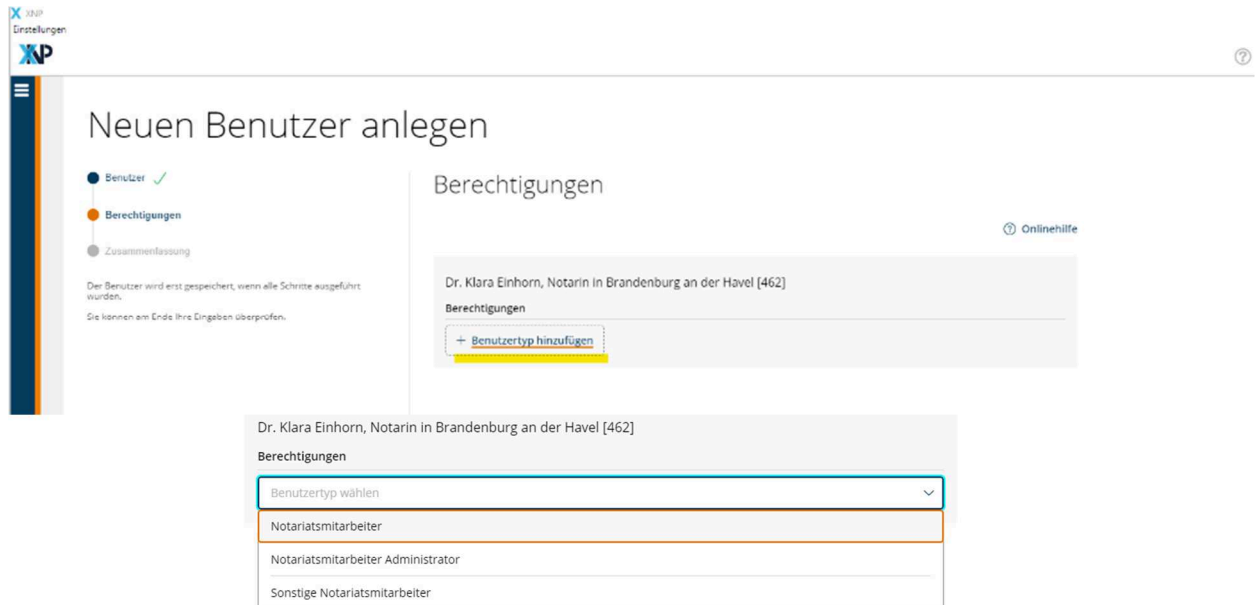 XNP
Einstellungen
XNP
Neuen Benutzer anlegen
Benutzer
Berechtigungen
Zusammenfassung
Der Benutzer wird erst gespeichert, wenn alle Schritte ausgeführt
wurden.
Sie können am Ende Ihre Eingaben überprüfen.
Berechtigungen
? Onlinehilfe
Dr. Klara Einhorn, Notarin in Brandenburg an der Havel [462]
Berechtigungen
+ Benutzertyp hinzufügen
Dr. Klara Einhorn, Notarin in Brandenburg an der Havel [462]
Berechtigungen
Benutzertyp wählen
Notariatsmitarbeiter
Notariatsmitarbeiter Administrator
Sonstige Notariatsmitarbeiter